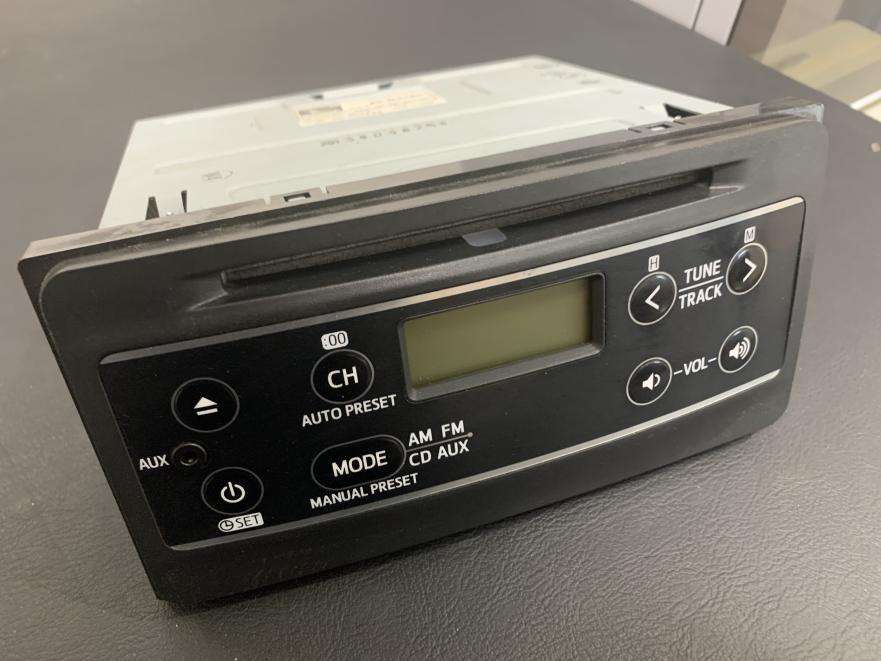 H
M
TUNE
TRACK
:00
CH
AUTO PRESET
-VOL-
AUX
MODE
AM FM
CD AUX
MANUAL PRESET
SET